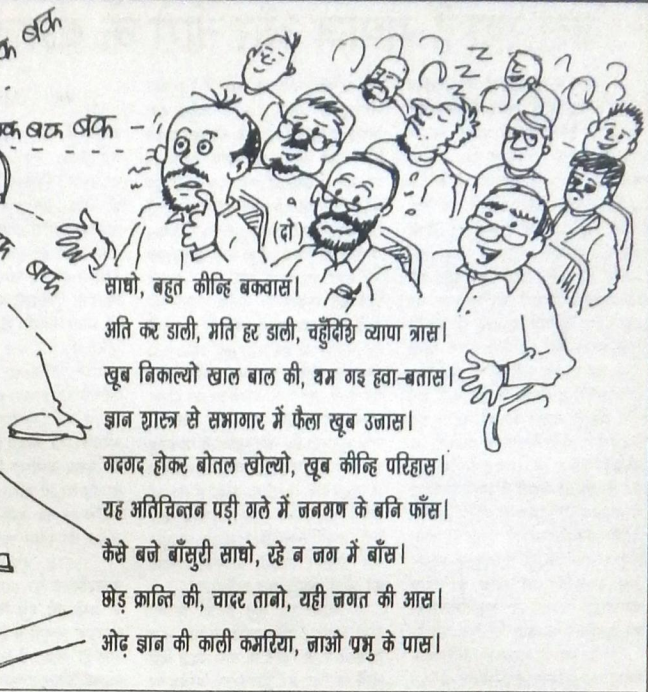 क बक
क बक बक -
क बक
(दो)
साधो, बहुत कीन्हि बकवास।
अति कर डाली, मति हर डाली, चहुँदिशि व्यापा त्रास।
खूब निकाल्यो खाल बाल की, थम गइ हवा-बतास।
ज्ञान शास्त्र से सभागार में फैला खूब उजास।
गदगद होकर बोतल खोल्यो, खूब कीन्हि परिहास।
यह अतिचिन्तन पड़ी गले में जनगण के बनि फाँस।
कैसे बजे बाँसुरी साधो, रहे न जग में बाँस।
छोड़ क्रान्ति की, चादर तानो, यही जगत की आस।
ओढ़ ज्ञान की काली कमरिया, जाओ प्रभु के पास।